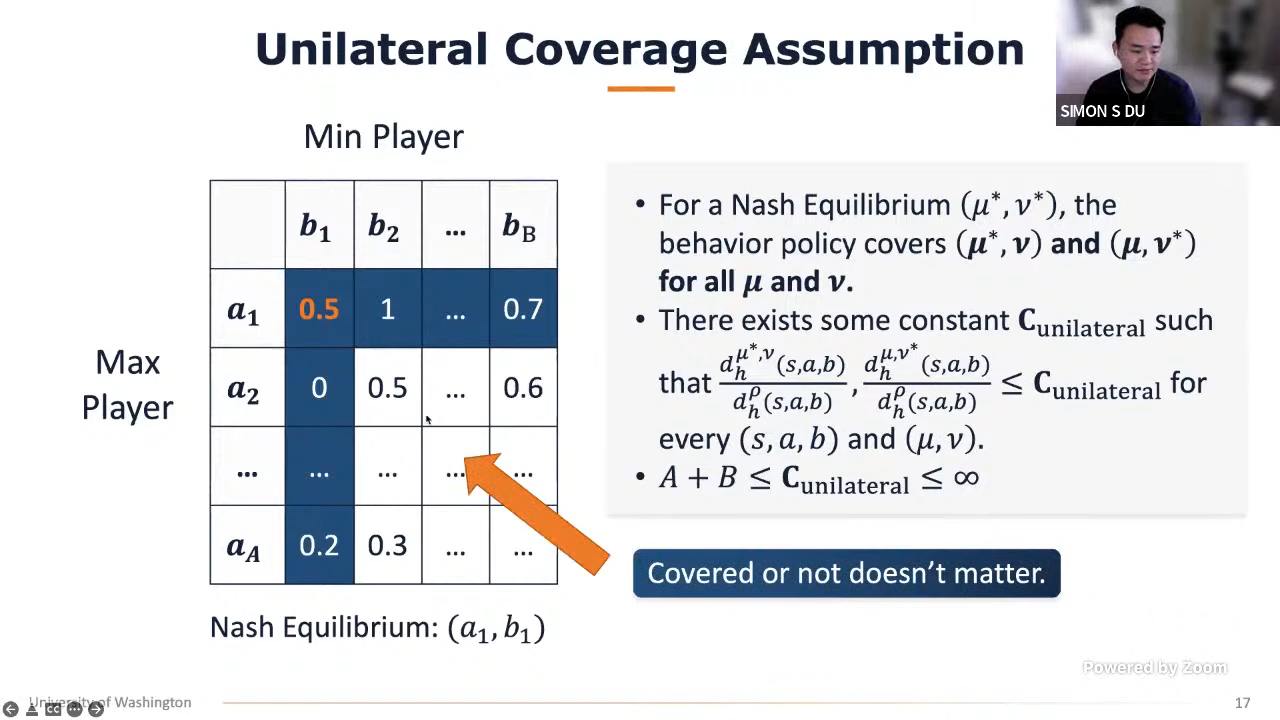 Unilateral Coverage Assumption
SIMON S DU
Min Player
b₁ b₂ ... b_B
a₁ 0.5 1 ... 0.7
a₂ 0 0.5 ... 0.6
... ... ... ... ...
a_A 0.2 0.3 ... ...
Max
Player
Nash Equilibrium: (a₁, b₁)
• For a Nash Equilibrium (μ*, ν*), the
behavior policy covers (μ*, ν) and (μ, ν*)
for all μ and ν.
• There exists some constant C_unilateral such
that d_h^{μ*,ν}(s,a,b) / d_h^ρ(s,a,b), d_h^{μ,ν*}(s,a,b) / d_h^ρ(s,a,b) ≤ C_unilateral for
every (s, a, b) and (μ, ν).
• A + B ≤ C_unilateral ≤ ∞
Covered or not doesn't matter.
Powered by Zoom
University of Washington
CC
17